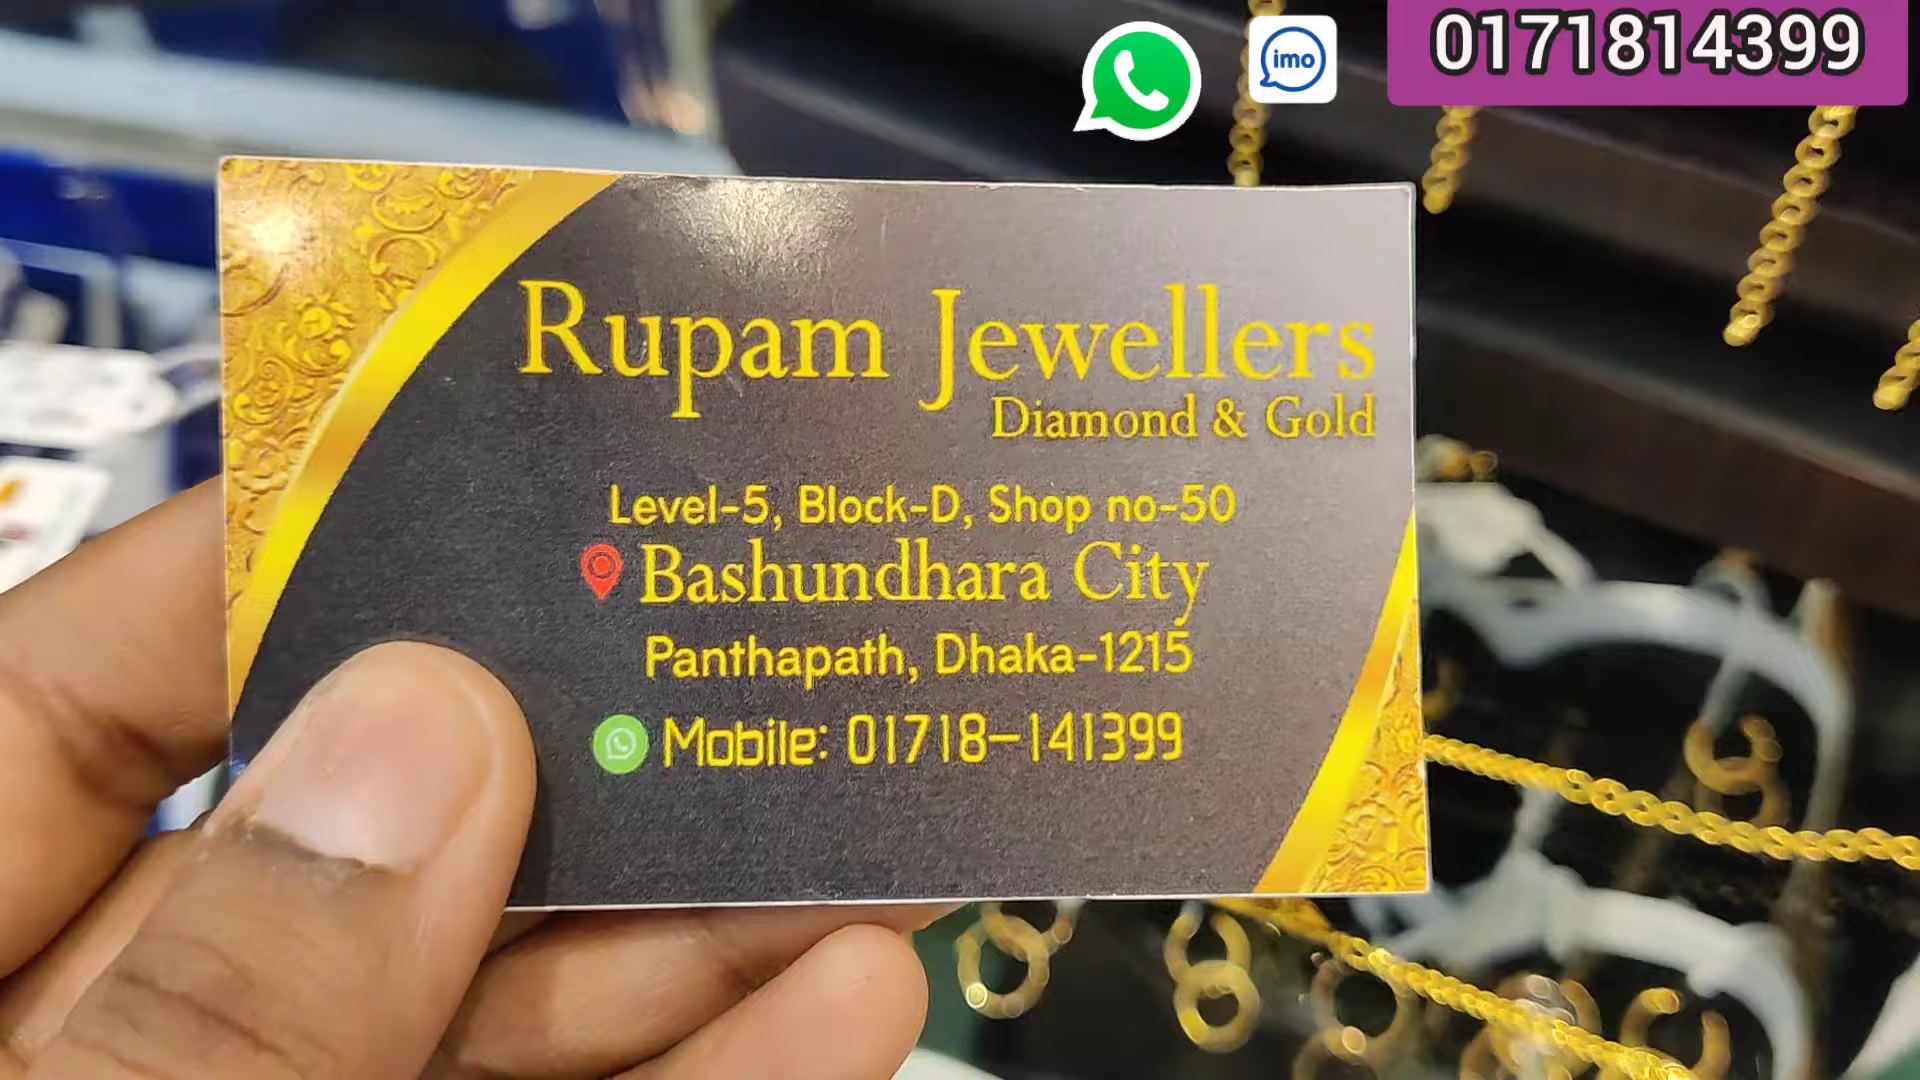 imo
0171814399
Rupam Jewellers
Diamond & Gold
Level-5, Block-D, Shop no-50
Bashundhara City
Panthapath, Dhaka-1215
Mobile: 01718-141399